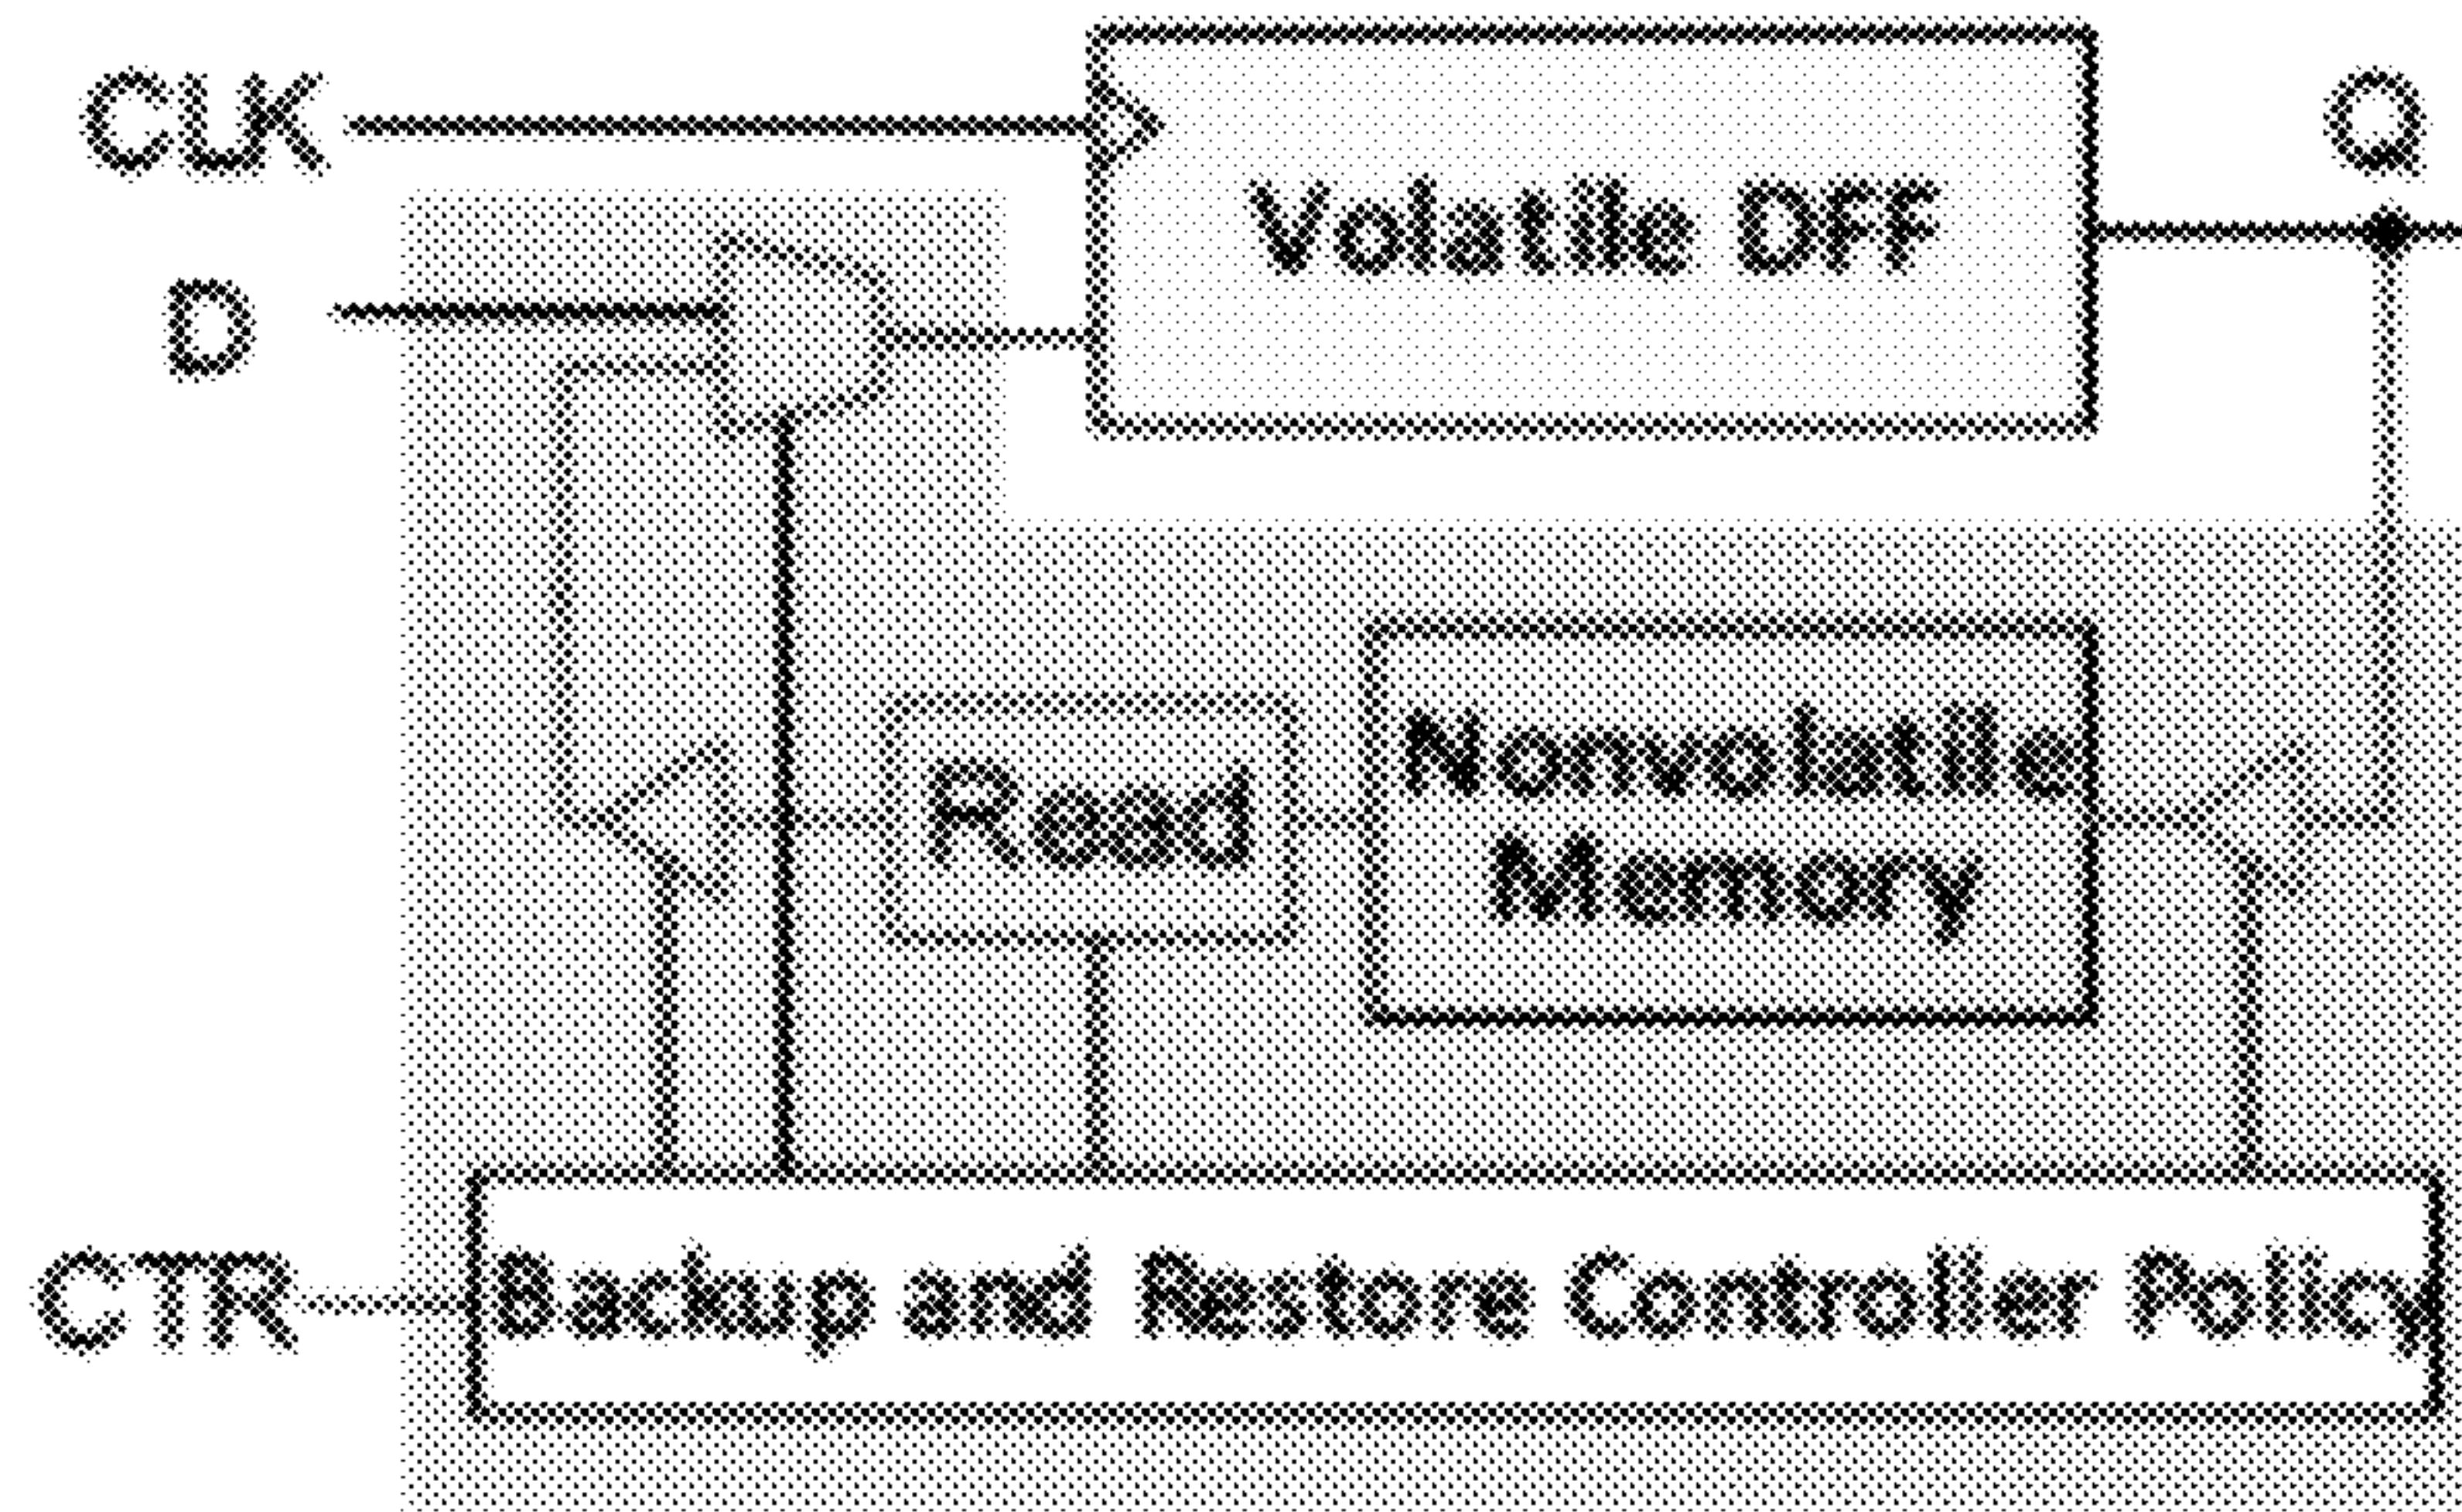 CLK
Q
Volatile DFF
D
Nonvolatile
Memory
Read
CTR
Backup and Restore Controller Policy